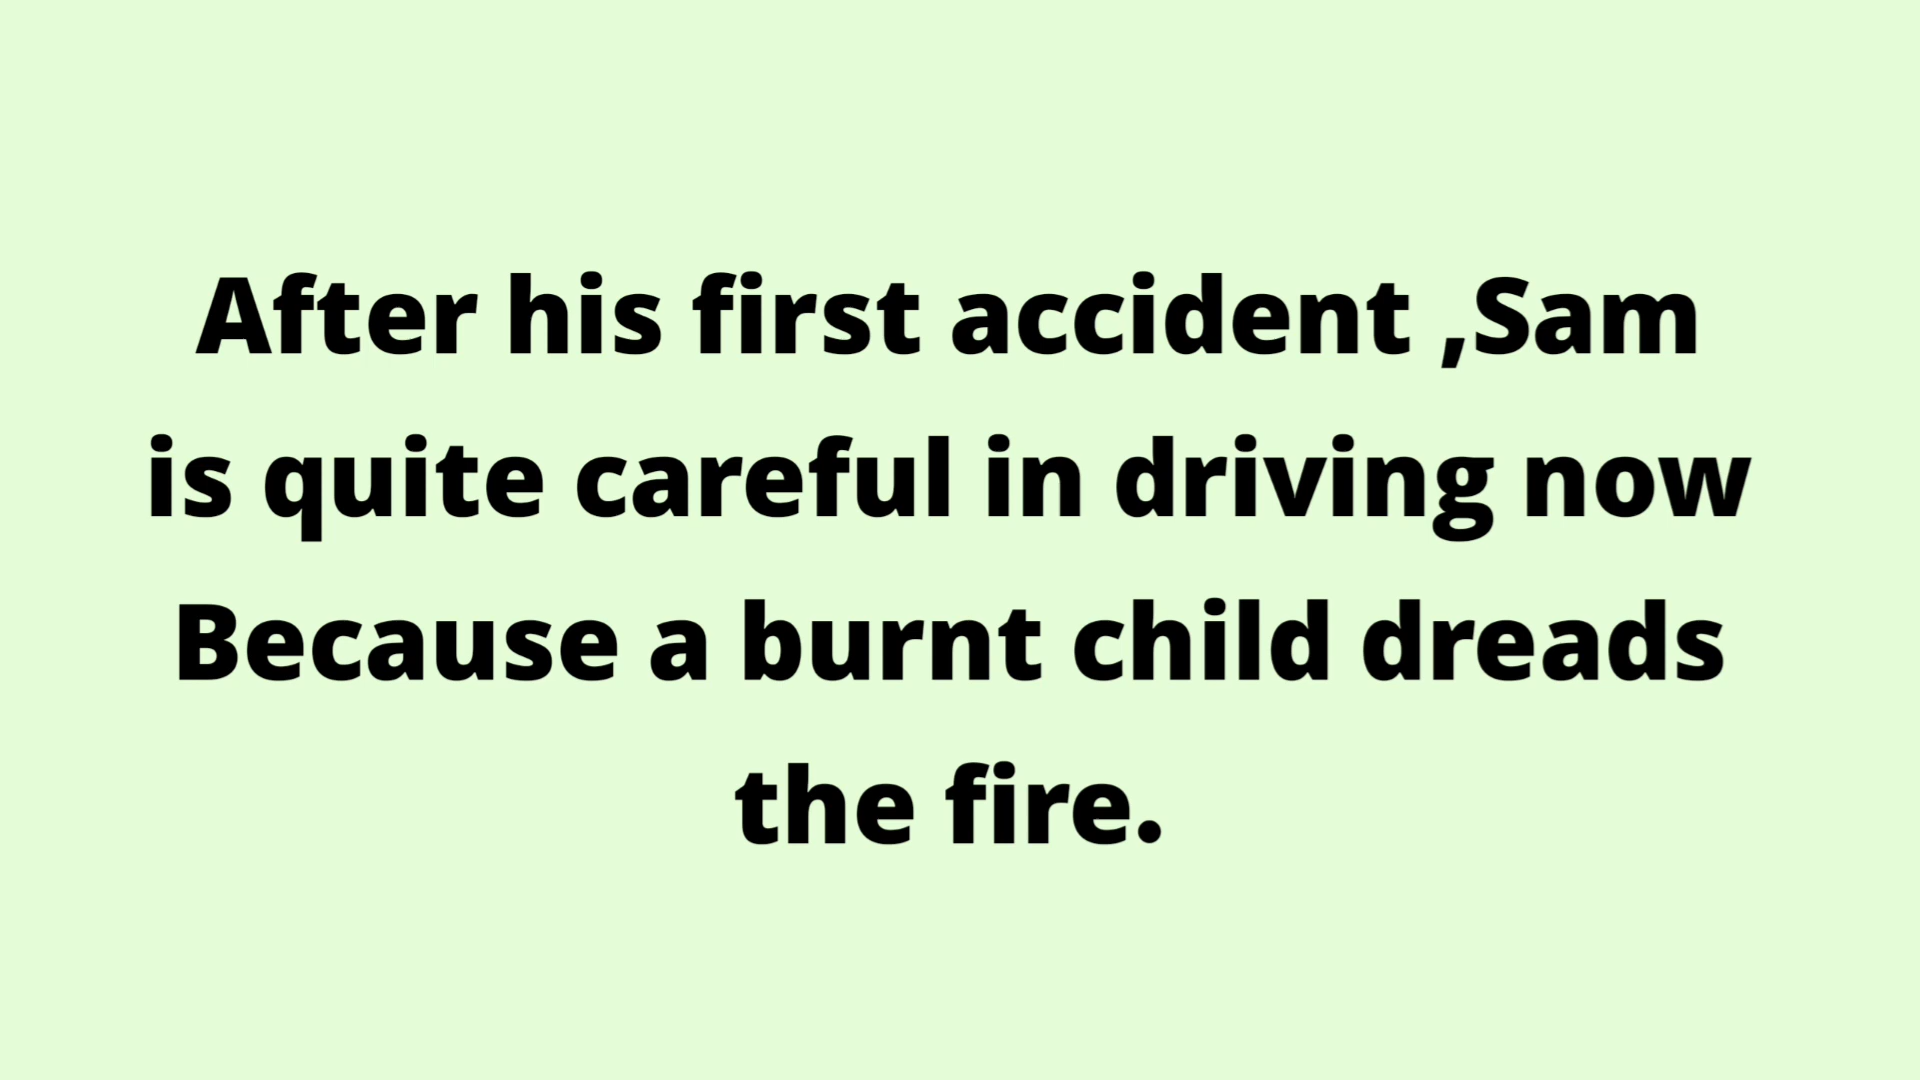 After his first accident ,Sam
is quite careful in driving now
Because a burnt child dreads
the fire.